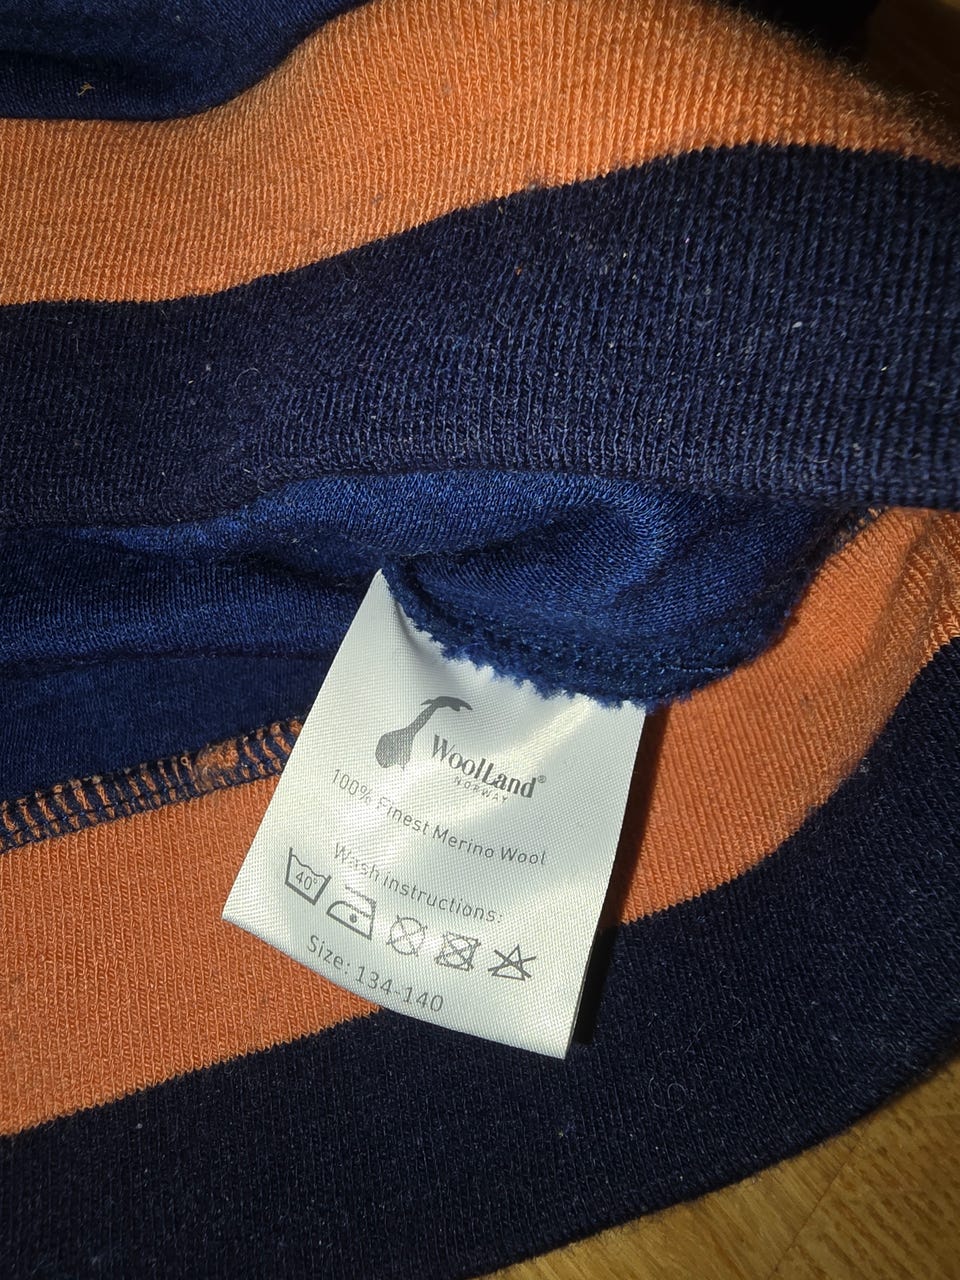 WoolLand®
NORWAY
100% Finest Merino Wool
Wash instructions:
40°
Size: 134-140